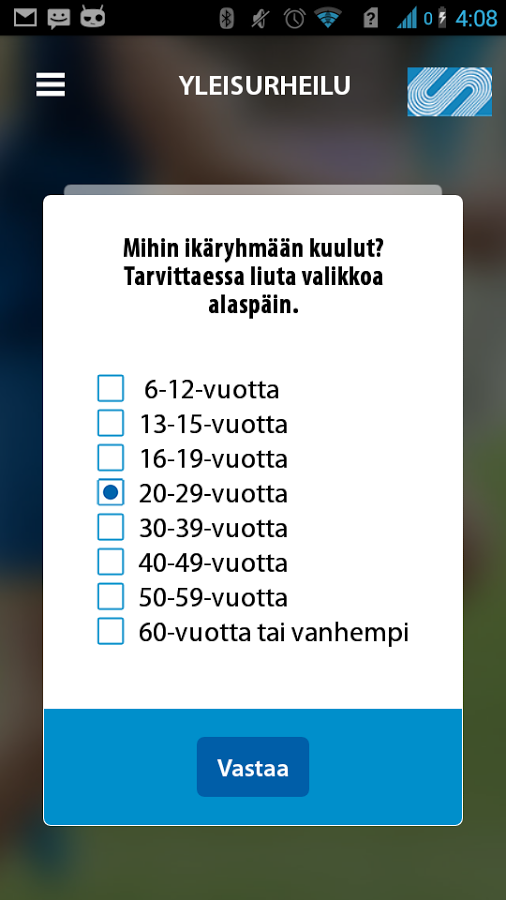 0 4:08
YLEISURHEILU
Mihin ikäryhmään kuulut?
Tarvittaessa liuta valikkoa
alaspäin.
6-12-vuotta
13-15-vuotta
16-19-vuotta
20-29-vuotta
30-39-vuotta
40-49-vuotta
50-59-vuotta
60-vuotta tai vanhempi
Vastaa